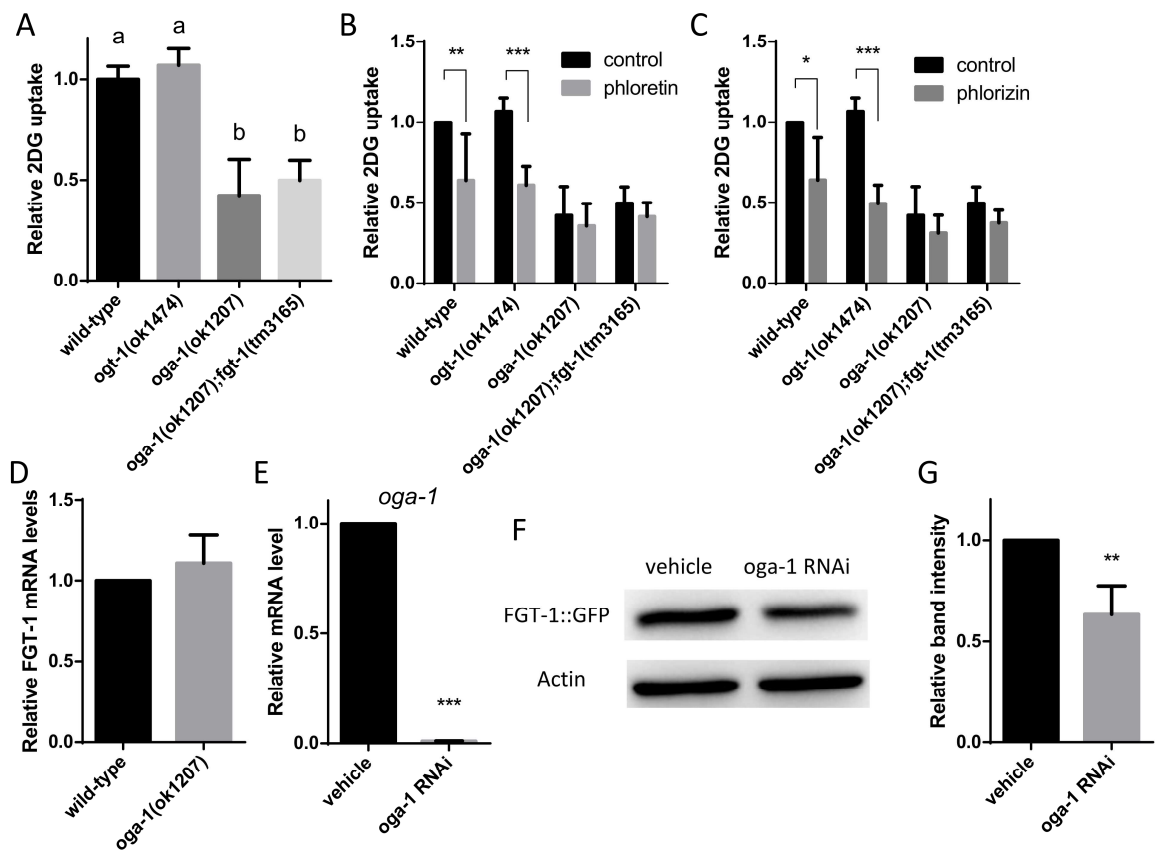 A
Relative 2DG uptake
1.0
0.5
0.0
a
a
b
b
wild-type
ogt-1(ok1474)
oga-1(ok1207)
oga-1(ok1207);fgt-1(tm3165)
B
Relative 2DG uptake
1.5
1.0
0.5
0.0
**
***
control
phloretin
wild-type
ogt-1(ok1474)
oga-1(ok1207)
oga-1(ok1207);fgt-1(tm3165)
C
Relative 2DG uptake
1.5
1.0
0.5
0.0
*
***
control
phlorizin
wild-type
ogt-1(ok1474)
oga-1(ok1207)
oga-1(ok1207);fgt-1(tm3165)
D
Relative FGT-1 mRNA levels
1.5
1.0
0.5
0.0
wild-type
oga-1(ok1207)
E
oga-1
Relative mRNA level
1.0
0.5
0.0
***
vehicle
oga-1 RNAi
F
vehicle oga-1 RNAi
FGT-1::GFP
Actin
G
Relative band intensity
1.0
0.5
0.0
**
vehicle
oga-1 RNAi